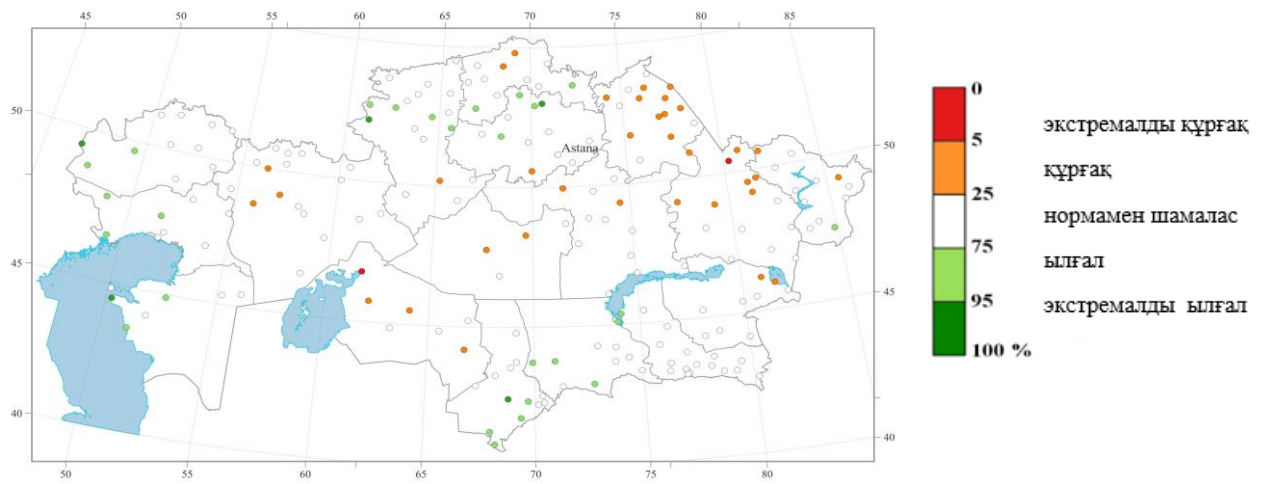 45 50 55 60 65 70 75 80 85
50
45
40
50
45
40
50 55 60 65 70 75 80
Astana
0
5
25
75
95
100 %
экстремалды құрғақ
құрғақ
нормамен шамалас
ылғал
экстремалды ылғал